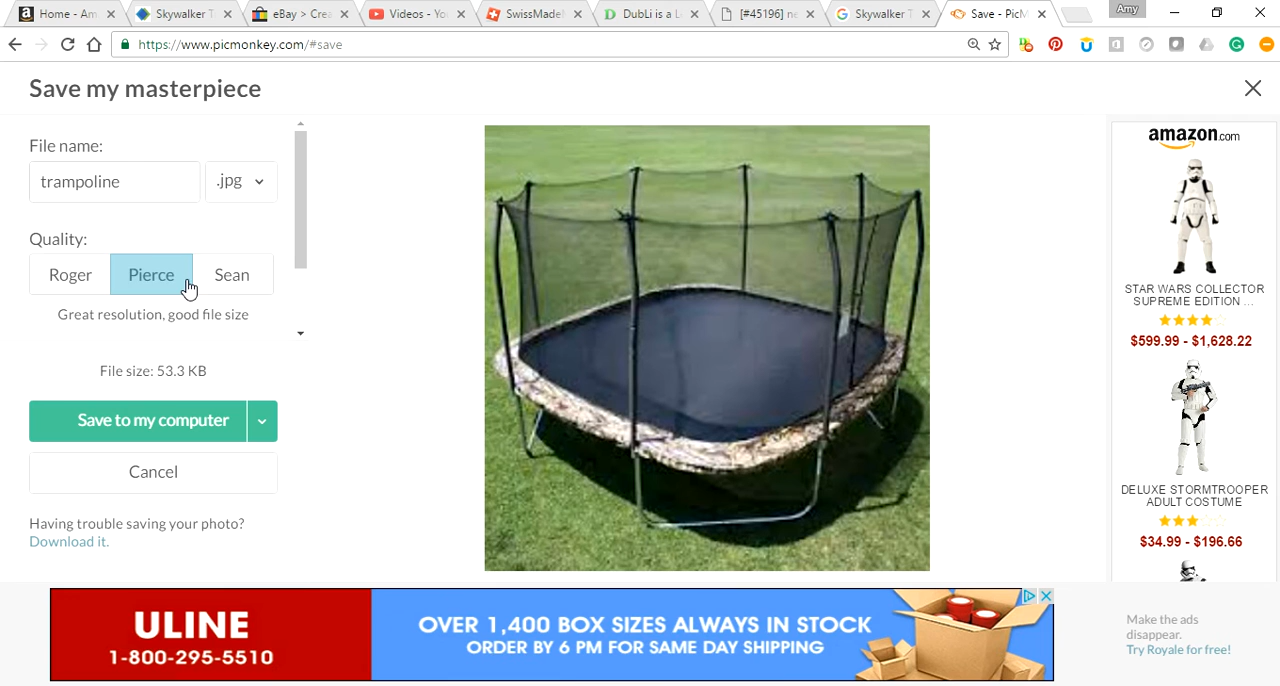 Home - Am
Skywalker T
eBay > Crea
Videos - Yo
SwissMade
DubLi is a L
[#45196] ne
Skywalker T
Save - PicM
Amy
https://www.picmonkey.com/#save
Save my masterpiece
File name:
trampoline
.jpg
Quality:
Roger
Pierce
Sean
Great resolution, good file size
File size: 53.3 KB
Save to my computer
Cancel
Having trouble saving your photo?
Download it.
amazon.com
STAR WARS COLLECTOR
SUPREME EDITION ...
$599.99 - $1,628.22
DELUXE STORMTROOPER
ADULT COSTUME
$34.99 - $196.66
ULINE
1-800-295-5510
OVER 1,400 BOX SIZES ALWAYS IN STOCK
ORDER BY 6 PM FOR SAME DAY SHIPPING
Make the ads
disappear.
Try Royale for free!